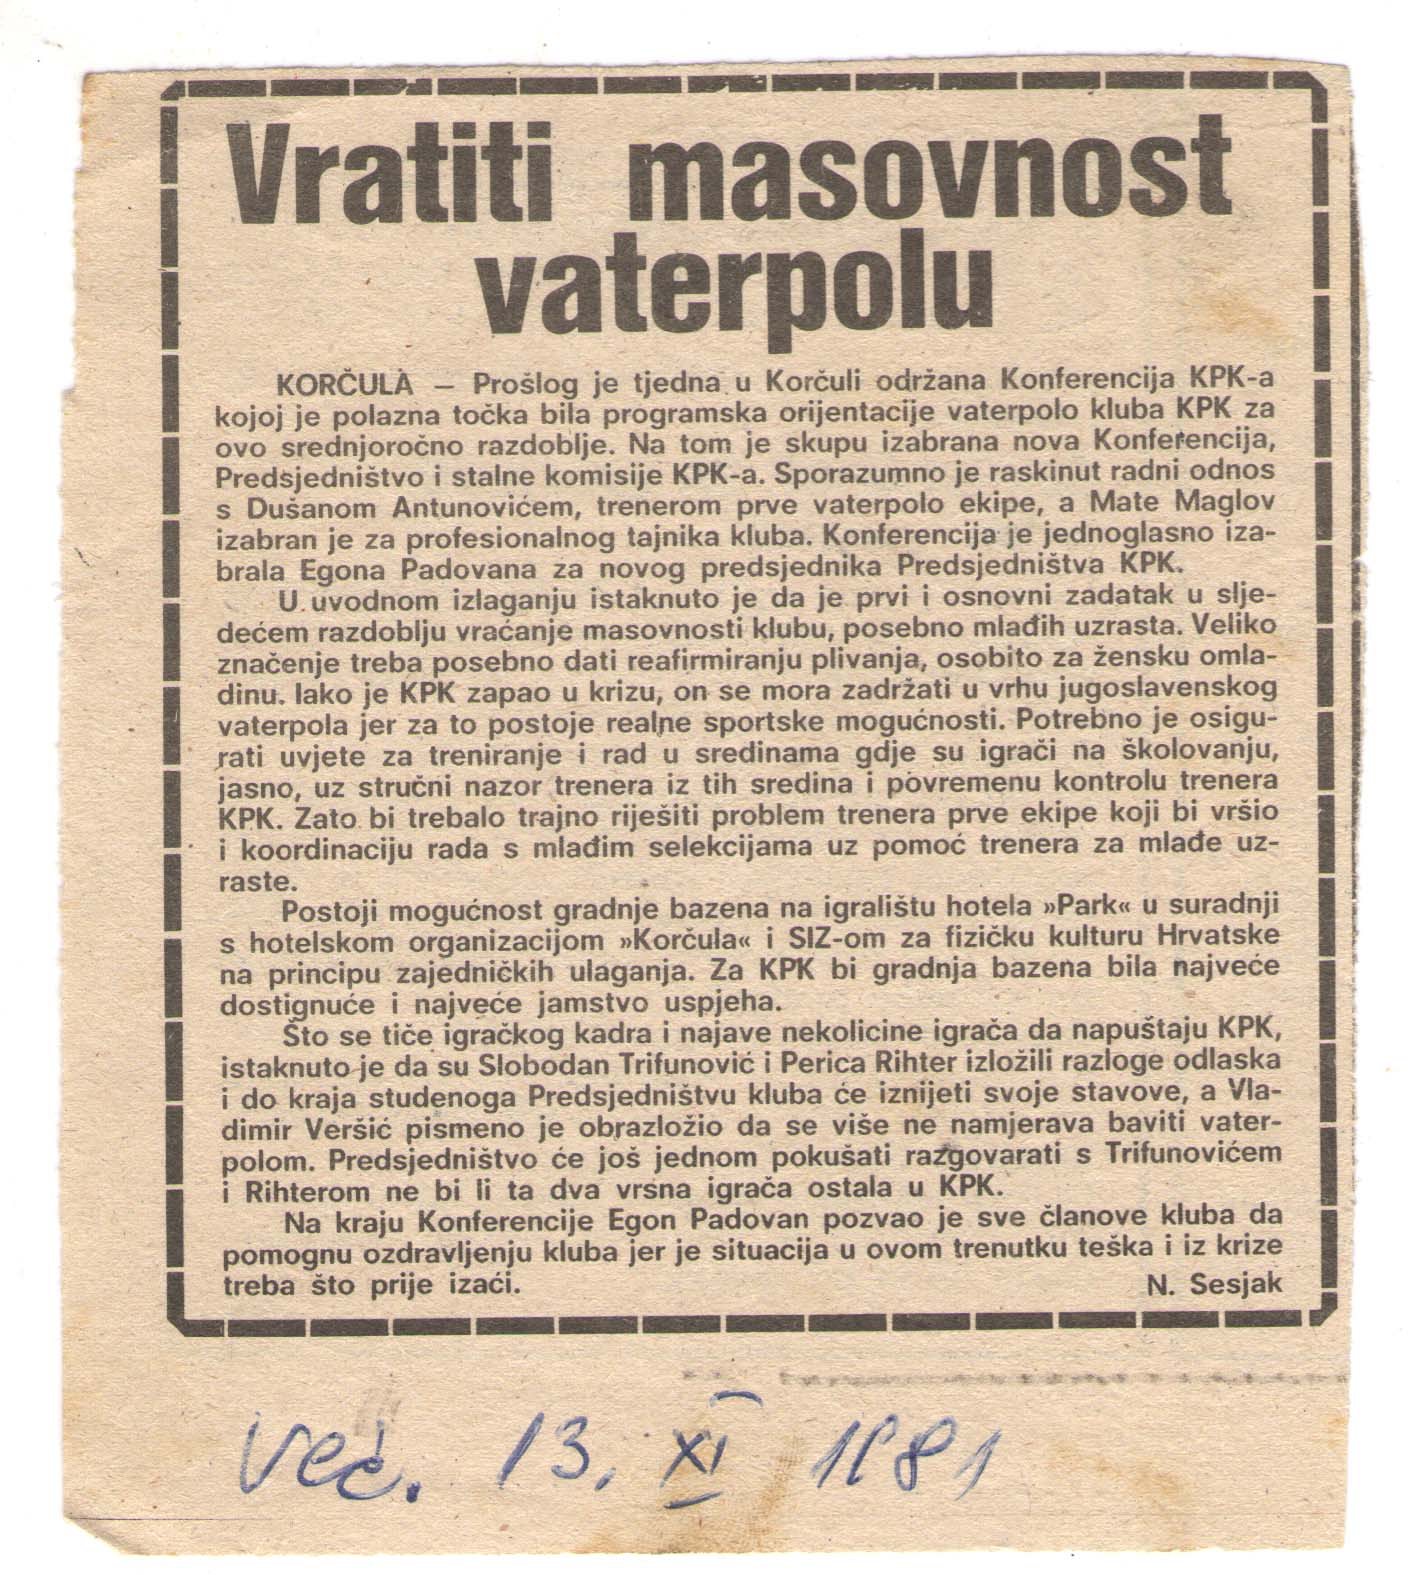 Vratiti masovnost
vaterpolu
KORČULA — Prošlog je tjedna u Korčuli održana Konferencija KPK-a
kojoj je polazna točka bila programska orijentacije vaterpolo kluba KPK za
ovo srednjoročno razdoblje. Na tom je skupu izabrana nova Konferencija,
Predsjedništvo i stalne komisije KPK-a. Sporazumno je raskinut radni odnos
s Dušanom Antunovićem, trenerom prve vaterpolo ekipe, a Mate Maglov
izabran je za profesionalnog tajnika kluba. Konferencija je jednoglasno iza-
brala Egona Padovana za novog predsjednika Predsjedništva KPK.
U uvodnom izlaganju istaknuto je da je prvi i osnovni zadatak u slje-
dećem razdoblju vraćanje masovnosti klubu, posebno mlađih uzrasta. Veliko
značenje treba posebno dati reafirmiranju plivanja, osobito za žensku omla-
dinu. Iako je KPK zapao u krizu, on se mora zadržati u vrhu jugoslavenskog
vaterpola jer za to postoje realne sportske mogućnosti. Potrebno je osigu-
rati uvjete za treniranje i rad u sredinama gdje su igrači na školovanju,
jasno, uz stručni nazor trenera iz tih sredina i povremenu kontrolu trenera
KPK. Zato bi trebalo trajno riješiti problem trenera prve ekipe koji bi vršio
i koordinaciju rada s mlađim selekcijama uz pomoć trenera za mlađe uz-
raste.
Postoji mogućnost gradnje bazena na igralištu hotela »Park« u suradnji
s hotelskom organizacijom »Korčula« i SIZ-om za fizičku kulturu Hrvatske
na principu zajedničkih ulaganja. Za KPK bi gradnja bazena bila najveće
dostignuće i najveće jamstvo uspjeha.
Što se tiče igračkog kadra i najave nekolicine igrača da napuštaju KPK,
istaknuto je da su Slobodan Trifunović i Perica Rihter izložili razloge odlaska
i do kraja studenoga Predsjedništvu kluba će iznijeti svoje stavove, a Vla-
dimir Veršić pismeno je obrazložio da se više ne namjerava baviti vater-
polom. Predsjedništvo će još jednom pokušati razgovarati s Trifunovićem
i Rihterom ne bi li ta dva vrsna igrača ostala u KPK.
Na kraju Konferencije Egon Padovan pozvao je sve članove kluba da
pomognu ozdravljenju kluba jer je situacija u ovom trenutku teška i iz krize
treba što prije izaći. N. Sesjak
Več. 13. XI 1981